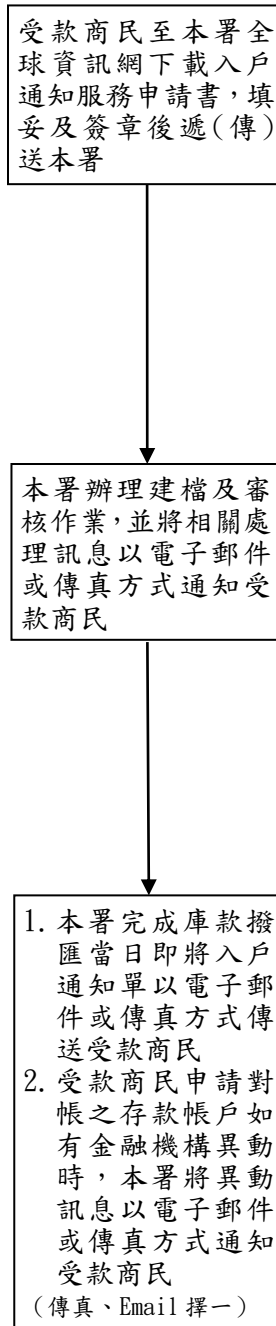 受款商民至本署全
球資訊網下載入戶
通知服務申請書，填
妥及簽章後遞(傳)
送本署
本署辦理建檔及審
核作業，並將相關處
理訊息以電子郵件
或傳真方式通知受
款商民
1. 本署完成庫款撥
匯當日即將入戶
通知單以電子郵
件或傳真方式傳
送受款商民
2. 受款商民申請對
帳之存款帳戶如
有金融機構異動
時，本署將異動
訊息以電子郵件
或傳真方式通知
受款商民
（傳真、Email 擇一）